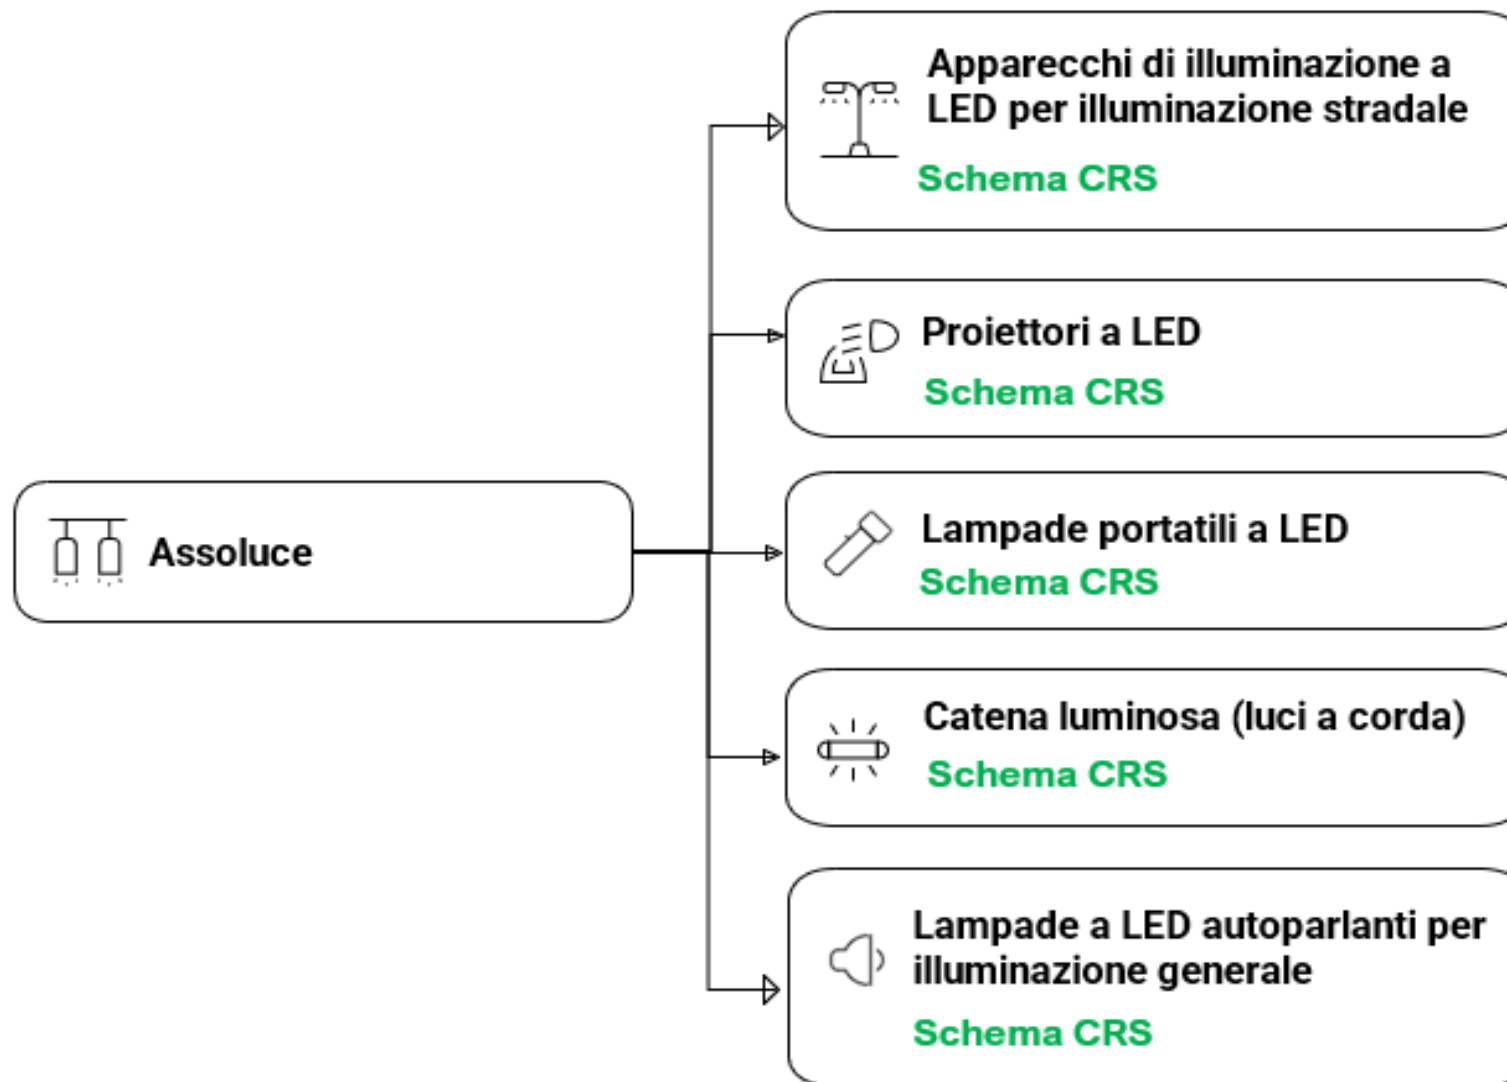 Apparecchi di illuminazione a
LED per illuminazione stradale
Schema CRS
Proiettori a LED
Schema CRS
Assoluce
Lampade portatili a LED
Schema CRS
Catena luminosa (luci a corda)
Schema CRS
Lampade a LED autoparlanti per
illuminazione generale
Schema CRS